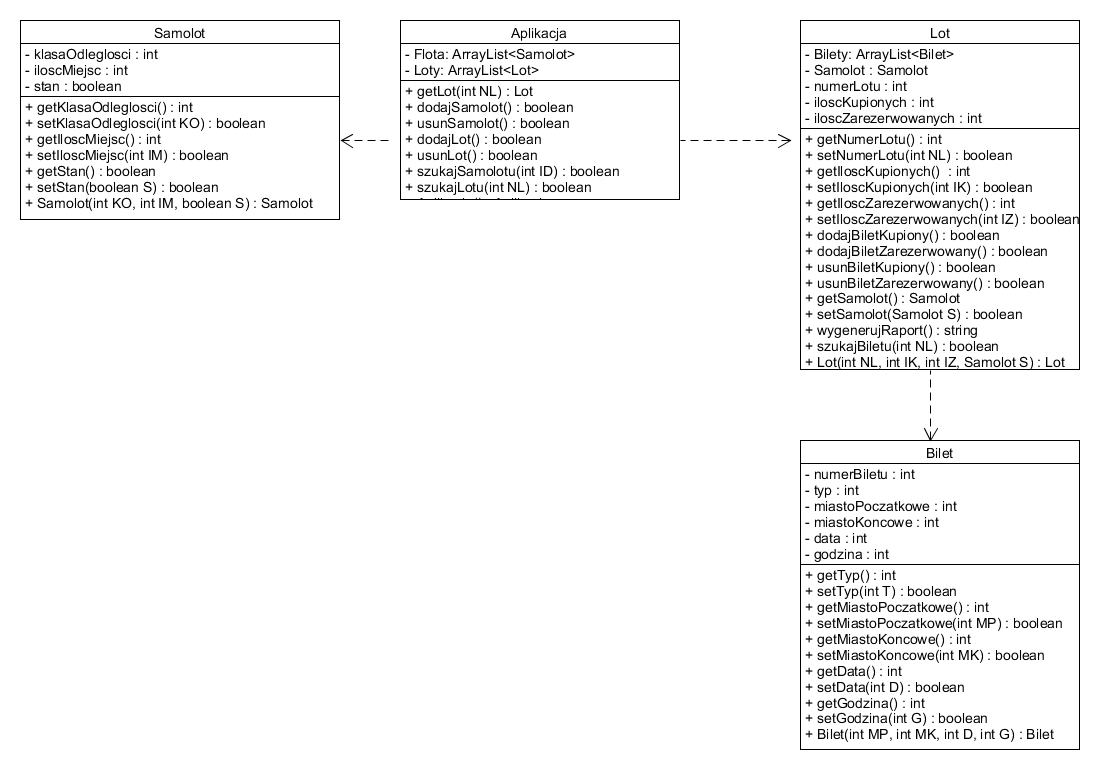 Samolot
- klasaOdleglosci : int
- iloscMiejsc : int
- stan : boolean
+ getKlasaOdleglosci() : int
+ setKlasaOdleglosci(int KO) : boolean
+ getIloscMiejsc() : int
+ setIloscMiejsc(int IM) : boolean
+ getStan() : boolean
+ setStan(boolean S) : boolean
+ Samolot(int KO, int IM, boolean S) : Samolot
Aplikacja
- Flota: ArrayList<Samolot>
- Loty: ArrayList<Lot>
+ getLot(int NL) : Lot
+ dodajSamolot() : boolean
+ usunSamolot() : boolean
+ dodajLot() : boolean
+ usunLot() : boolean
+ szukajSamolotu(int ID) : boolean
+ szukajLotu(int NL) : boolean
Lot
- Bilety: ArrayList<Bilet>
- Samolot : Samolot
- numerLotu : int
- iloscKupionych : int
- iloscZarezerwowanych : int
+ getNumerLotu() : int
+ setNumerLotu(int NL) : boolean
+ getIloscKupionych() : int
+ setIloscKupionych(int IK) : boolean
+ getIloscZarezerwowanych() : int
+ setIloscZarezerwowanych(int IZ) : boolean
+ dodajBiletKupiony() : boolean
+ dodajBiletZarezerwowany() : boolean
+ usunBiletKupiony() : boolean
+ usunBiletZarezerwowany() : boolean
+ getSamolot() : Samolot
+ setSamolot(Samolot S) : boolean
+ wygenerujRaport() : string
+ szukajBiletu(int NL) : boolean
+ Lot(int NL, int IK, int IZ, Samolot S) : Lot
Bilet
- numerBiletu : int
- typ : int
- miastoPoczatkowe : int
- miastoKoncowe : int
- data : int
- godzina : int
+ getTyp() : int
+ setTyp(int T) : boolean
+ getMiastoPoczatkowe() : int
+ setMiastoPoczatkowe(int MP) : boolean
+ getMiastoKoncowe() : int
+ setMiastoKoncowe(int MK) : boolean
+ getData() : int
+ setData(int D) : boolean
+ getGodzina() : int
+ setGodzina(int G) : boolean
+ Bilet(int MP, int MK, int D, int G) : Bilet